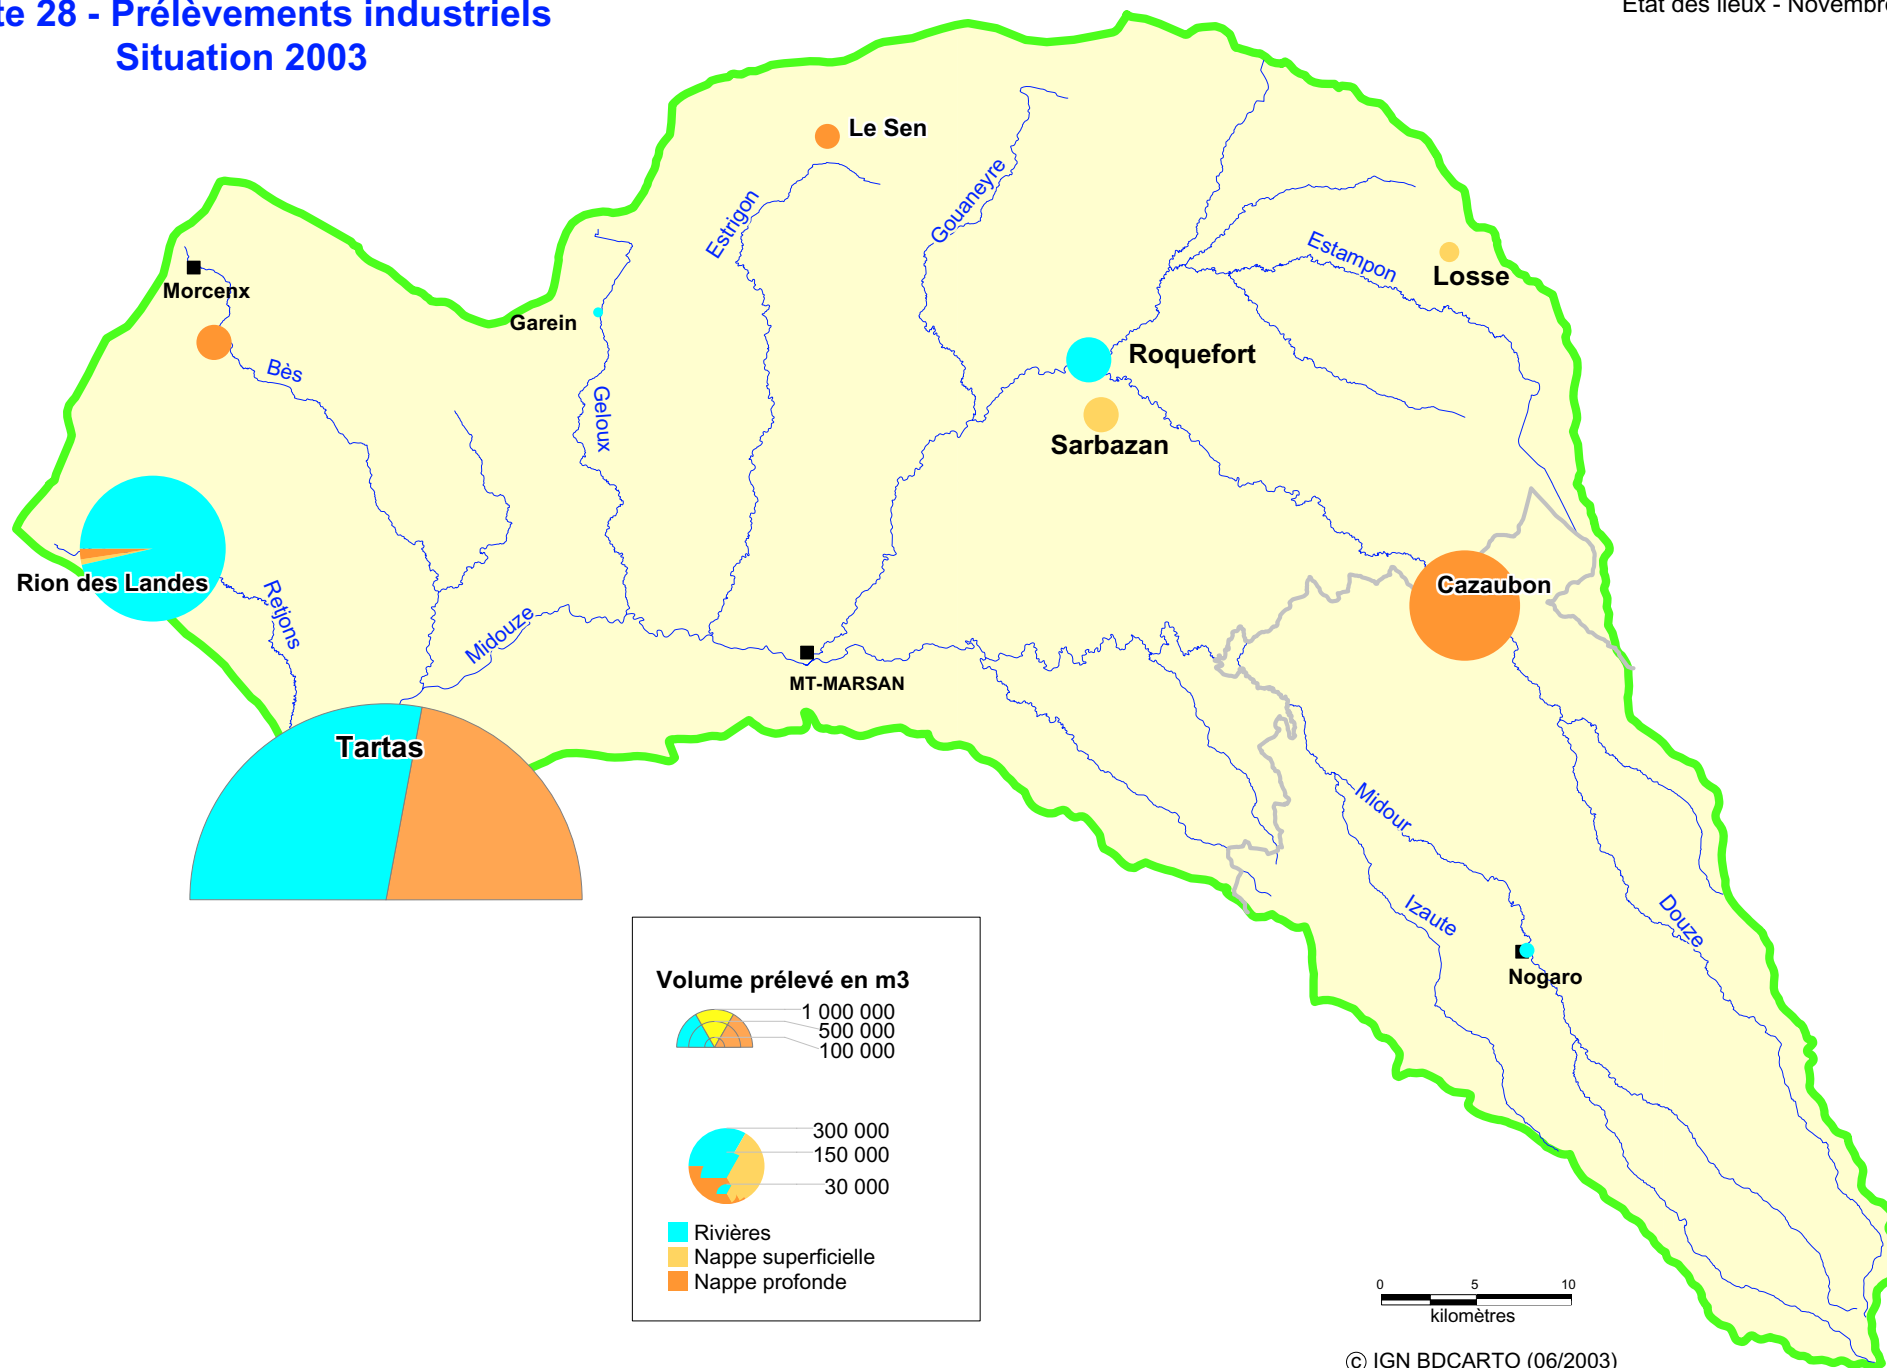 te 28 - Prélèvements industriels
Situation 2003
Etat des lieux - Novembre
Le Sen
Estrigon
Gouaneyre
Estampon
Losse
Morcenx
Garein
Bès
Geloux
Roquefort
Sarbazan
Rion des Landes
Retjons
Midouze
MT-MARSAN
Cazaubon
Tartas
Midour
Izaute
Douze
Nogaro
Volume prélevé en m3
1 000 000
500 000
100 000
300 000
150 000
30 000
Rivières
Nappe superficielle
Nappe profonde
0 5 10
kilomètres
© IGN BDCARTO (06/2003)